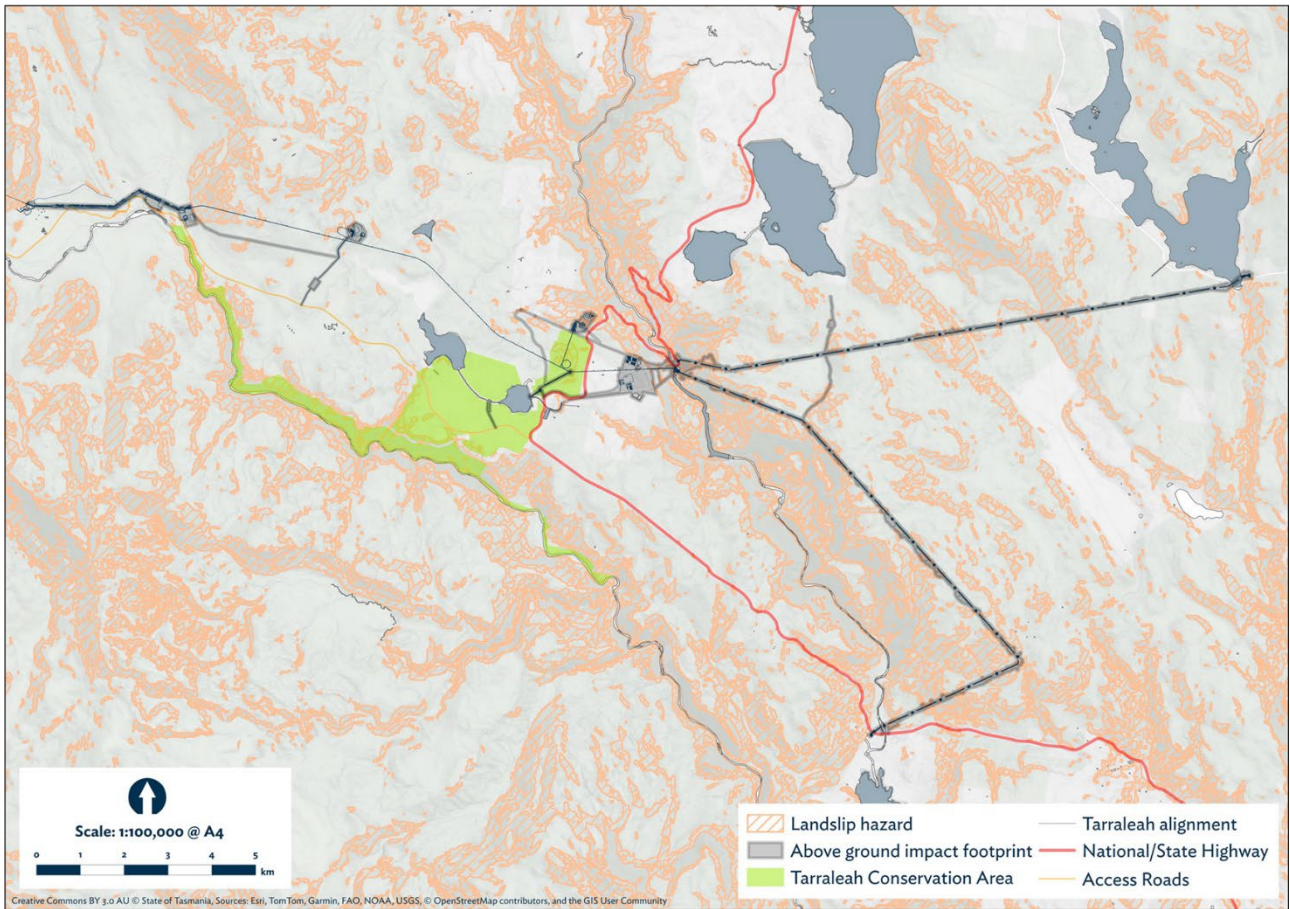 Scale: 1:100,000 @ A4
0 1 2 3 4 5
km
Landslip hazard
Above ground impact footprint
Tarraleah Conservation Area
Tarraleah alignment
National/State Highway
Access Roads
Creative Commons BY 3.0 AU © State of Tasmania, Sources: Esri, TomTom, Garmin, FAO, NOAA, USGS, © OpenStreetMap contributors, and the GIS User Community